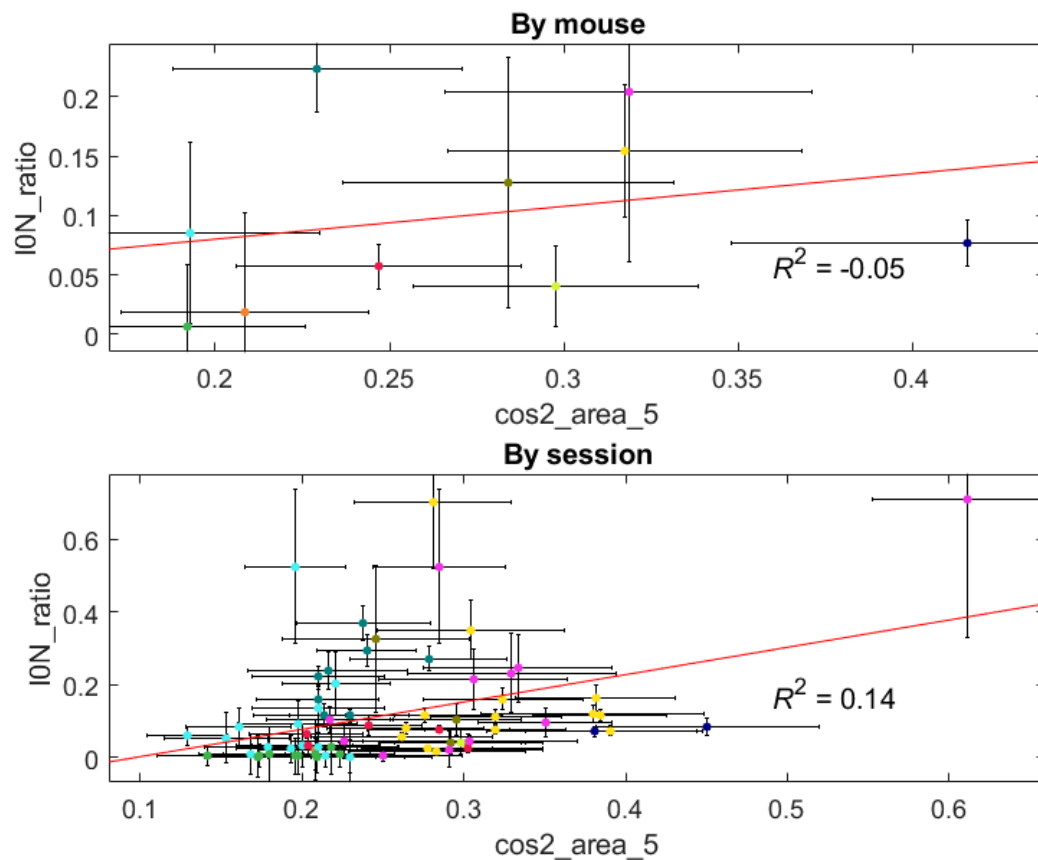 By mouse
I0N_ratio
0.2
0.15
0.1
0.05
0
R² = -0.05
0.2 0.25 0.3 0.35 0.4
cos2_area_5
By session
I0N_ratio
0.6
0.4
0.2
0
R² = 0.14
0.1 0.2 0.3 0.4 0.5 0.6
cos2_area_5